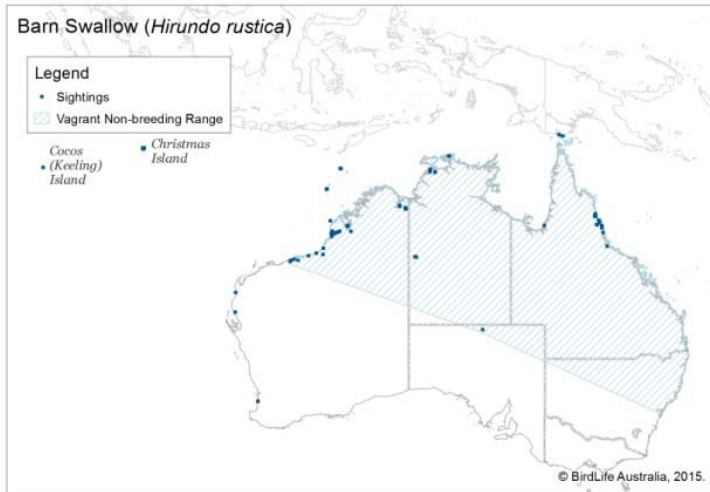 Barn Swallow (Hirundo rustica)
Legend
Sightings
Vagrant Non-breeding Range
Cocos
(Keeling)
Island
Christmas
Island
© BirdLife Australia, 2015.